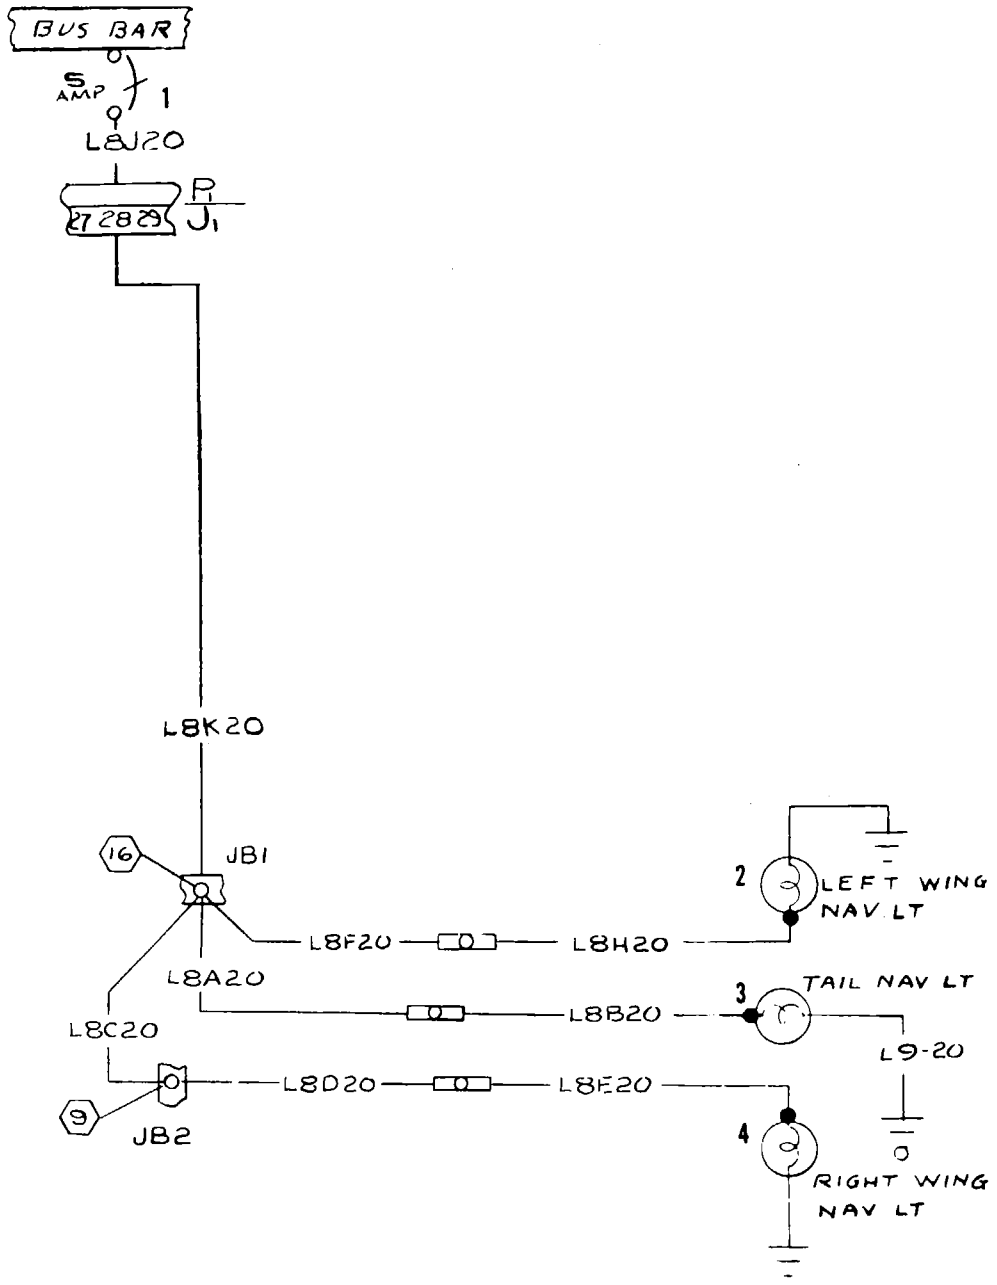 BUS BAR
5
AMP
1
L8J20
P1
J1
27 28 29
L8K20
16
JB1
2
LEFT WING
NAV. LT
L8F20
L8H20
L8A20
3
TAIL NAV LT
L8B20
L8C20
L9-20
L8D20
L8E20
9
JB2
4
RIGHT WING
NAV LT